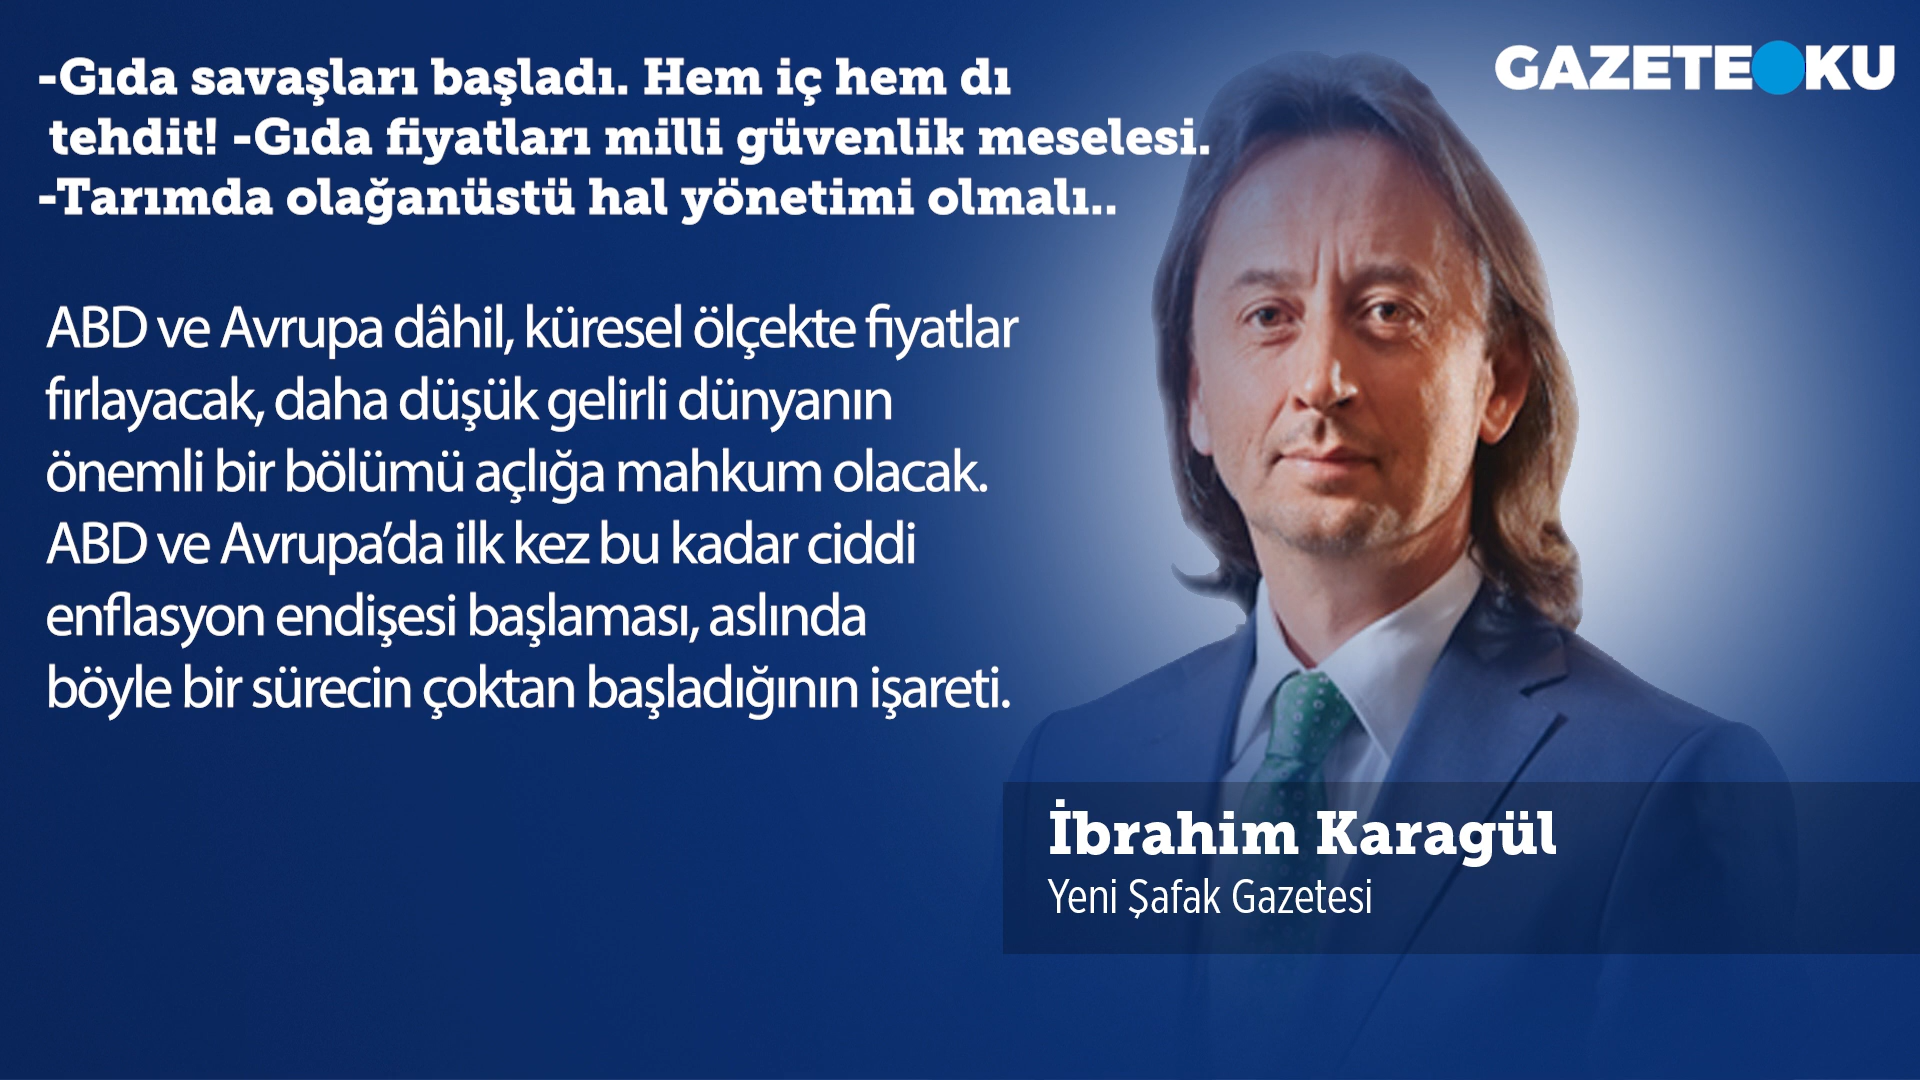 -Gıda savaşları başladı. Hem iç hem dı
tehdit! -Gıda fiyatları milli güvenlik meselesi.
-Tarımda olağanüstü hal yönetimi olmalı..
ABD ve Avrupa dâhil, küresel ölçekte fiyatlar
fırlayacak, daha düşük gelirli dünyanın
önemli bir bölümü açlığa mahkum olacak.
ABD ve Avrupa’da ilk kez bu kadar ciddi
enflasyon endişesi başlaması, aslında
böyle bir sürecin çoktan başladığının işareti.
GAZETEOKU
İbrahim Karagül
Yeni Şafak Gazetesi